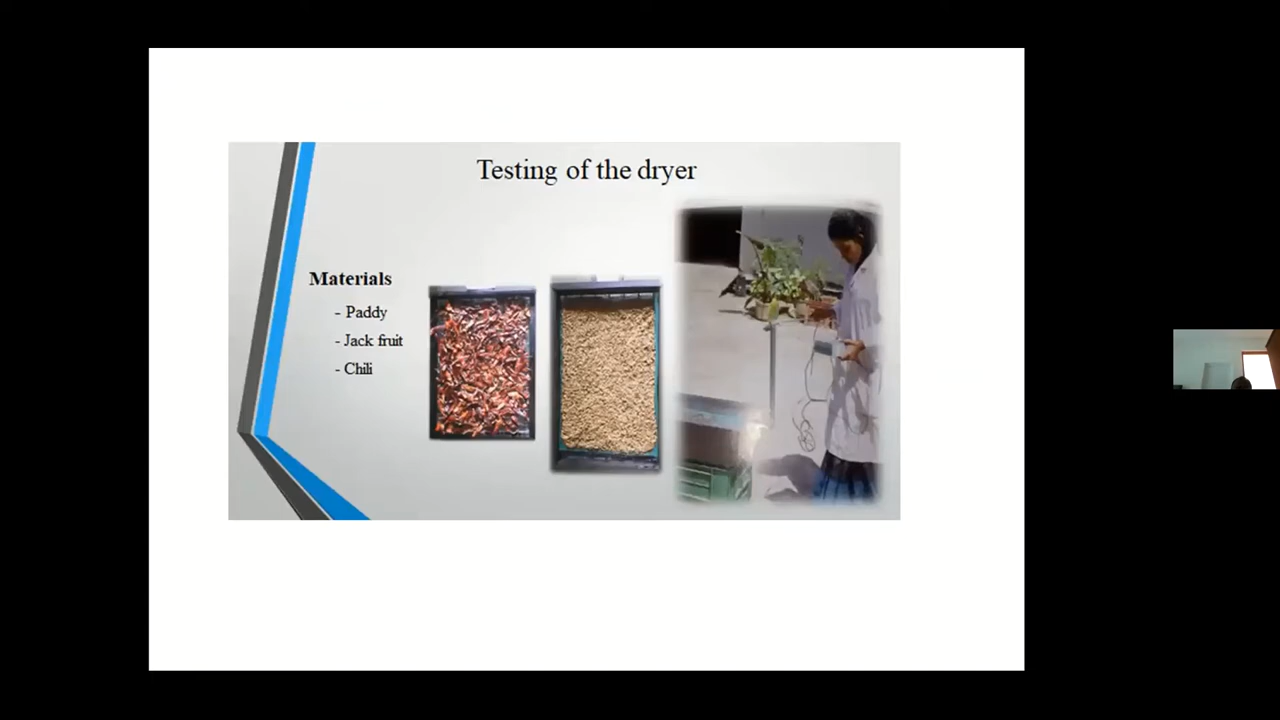 Testing of the dryer
Materials
- Paddy
- Jack fruit
- Chili